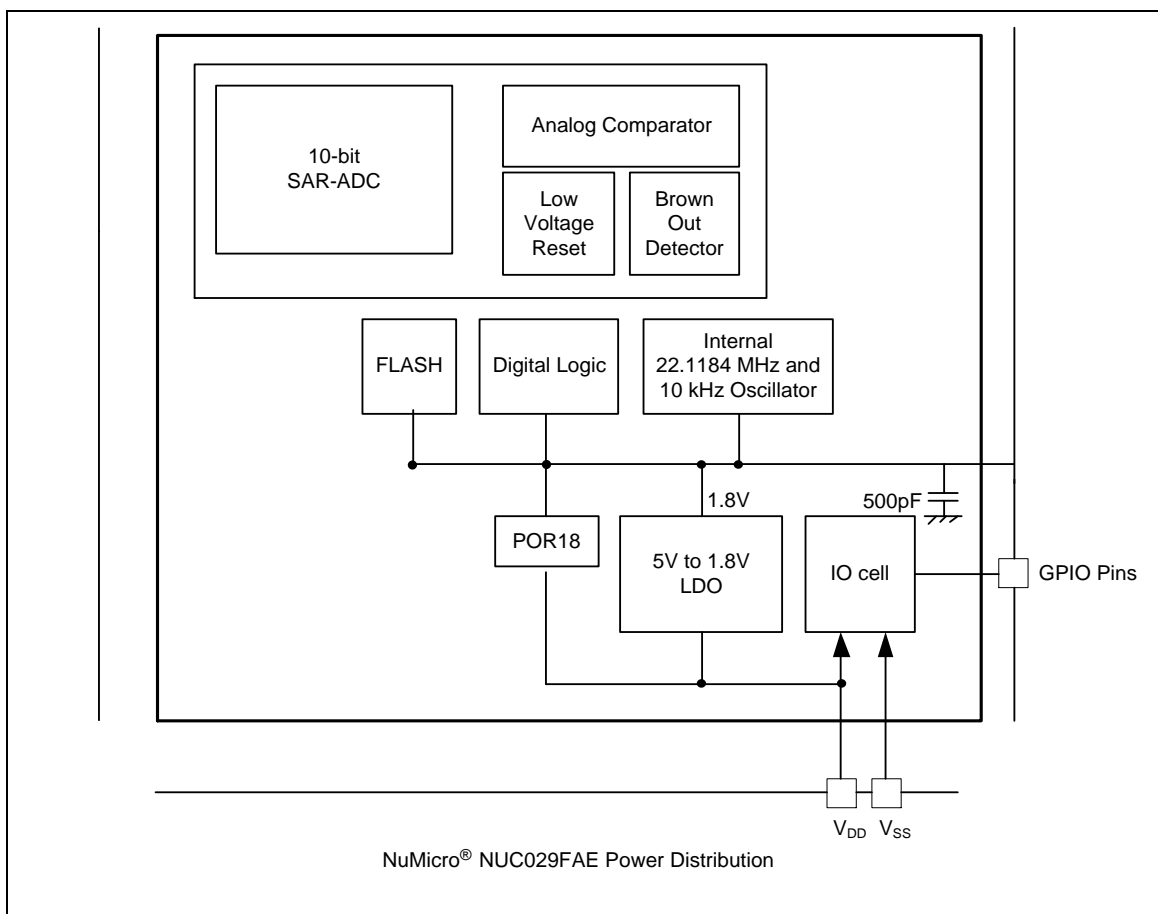 10-bit
SAR-ADC
Analog Comparator
Low
Voltage
Reset
Brown
Out
Detector
FLASH
Digital Logic
Internal
22.1184 MHz and
10 kHz Oscillator
1.8V
500pF
POR18
5V to 1.8V
LDO
IO cell
GPIO Pins
VDD VSS
NuMicro® NUC029FAE Power Distribution